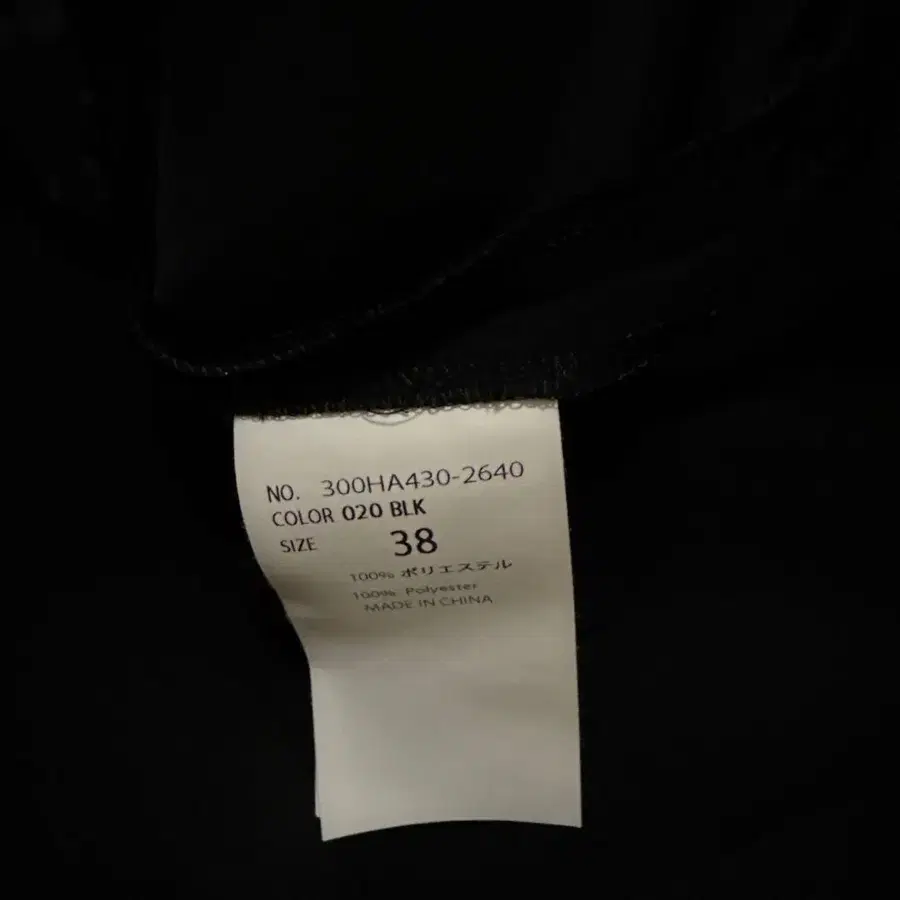 NO. 300HA430-2640
COLOR 020 BLK
SIZE 38
100% ポリエステル
100% Polyester
MADE IN CHINA